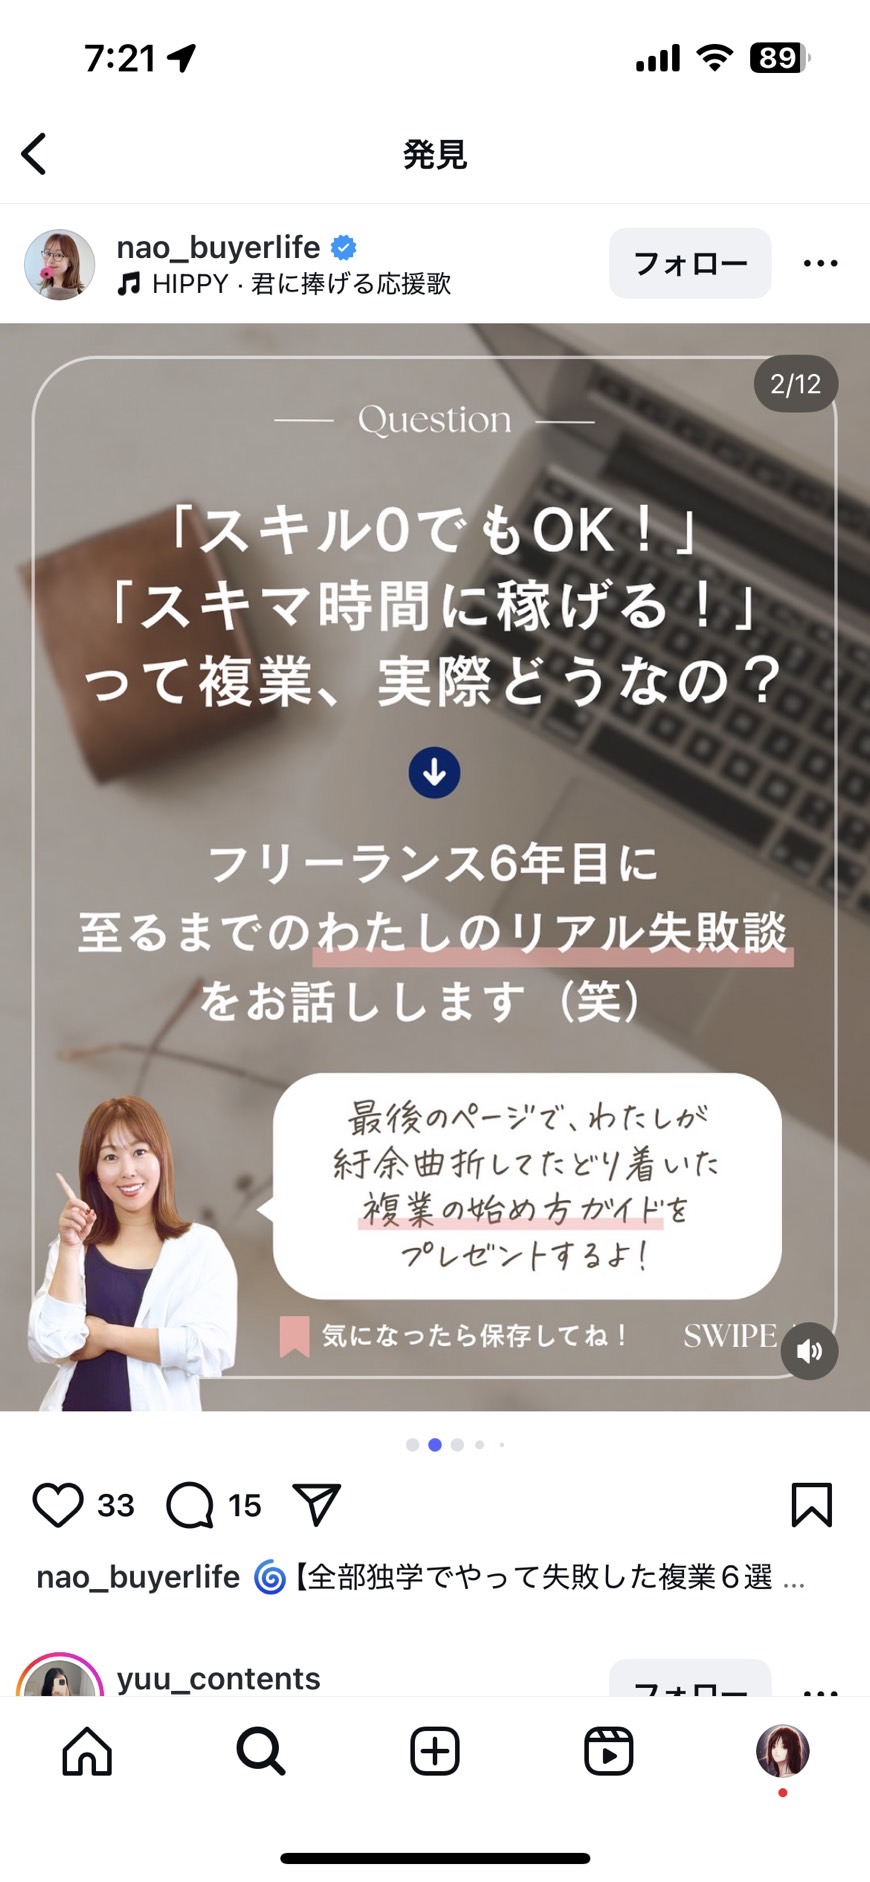 7:21
89
発見
nao_buyerlife
HIPPY · 君に捧げる応援歌
フォロー
2/12
Question
「スキル0でもOK！」
「スキマ時間に稼げる！」
って複業、実際どうなの？
フリーランス6年目に
至るまでのわたしのリアル失敗談
をお話しします（笑）
最後のページで、わたしが
紆余曲折してたどり着いた
複業の始め方ガイドを
プレゼントするよ！
気になったら保存してね！
SWIPE
33
15
nao_buyerlife 🌀【全部独学でやって失敗した複業６選 ...
yuu_contents
フォロー